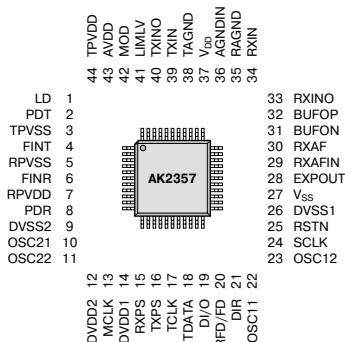 44 TPVDD
43 AVDD
42 MOD
41 LIMLV
40 TXINO
39 TXIN
38 TAGND
37 VDD
36 AGNDIN
35 RAGND
34 RXIN
LD 1
PDT 2
TPVSS 3
FINT 4
RPVSS 5
FINR 6
RPVDD 7
PDR 8
DVSS2 9
OSC21 10
OSC22 11
AK2357
33 RXINO
32 BUFOP
31 BUFON
30 RXAF
29 RXAFIN
28 EXPOUT
27 VSS
26 DVSS1
25 RSTN
24 SCLK
23 OSC12
DVDD2 12
MCLK 13
DVDD1 14
RXPS 15
TXPS 16
TCLK 17
TDATA 18
DI/O 19
RFD/FD 20
DIR 21
OSC11 22